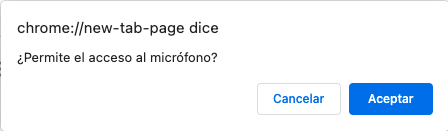 chrome://new-tab-page dice
¿Permite el acceso al micrófono?
Cancelar
Aceptar